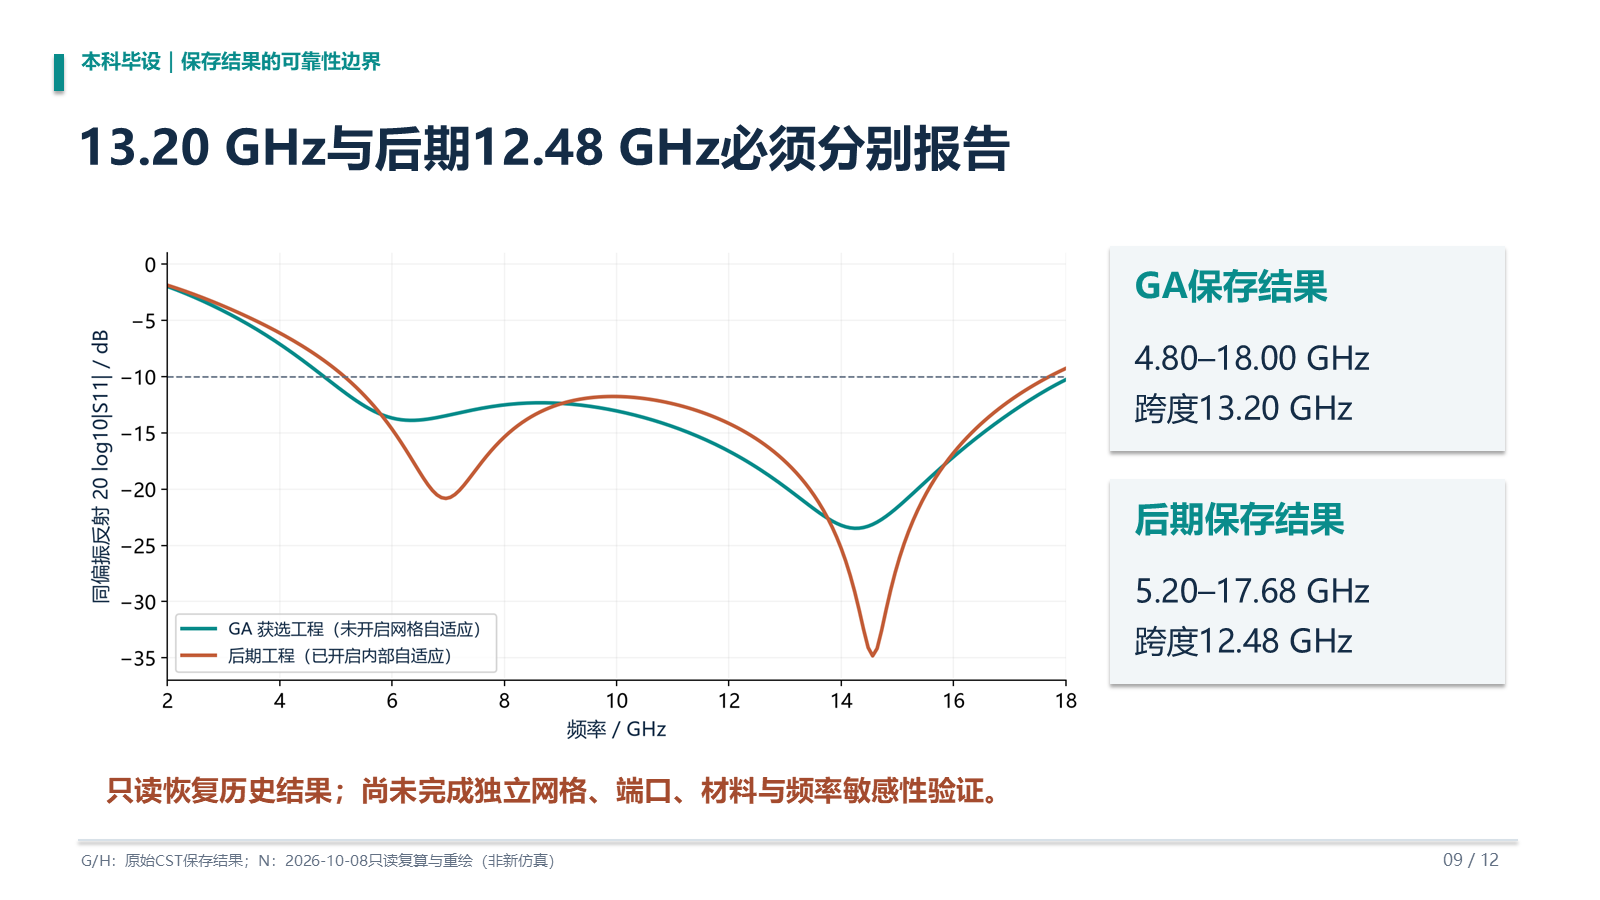 本科毕设｜保存结果的可靠性边界
13.20 GHz与后期12.48 GHz必须分别报告
同偏振反射 20 log10|S11| / dB
0
−5
−10
−15
−20
−25
−30
−35
GA 获选工程（未开启网格自适应）
后期工程（已开启内部自适应）
2 4 6 8 10 12 14 16 18
频率 / GHz
GA保存结果
4.80–18.00 GHz
跨度13.20 GHz
后期保存结果
5.20–17.68 GHz
跨度12.48 GHz
只读恢复历史结果；尚未完成独立网格、端口、材料与频率敏感性验证。
G/H：原始CST保存结果；N：2026-10-08只读复算与重绘（非新仿真）
09 / 12